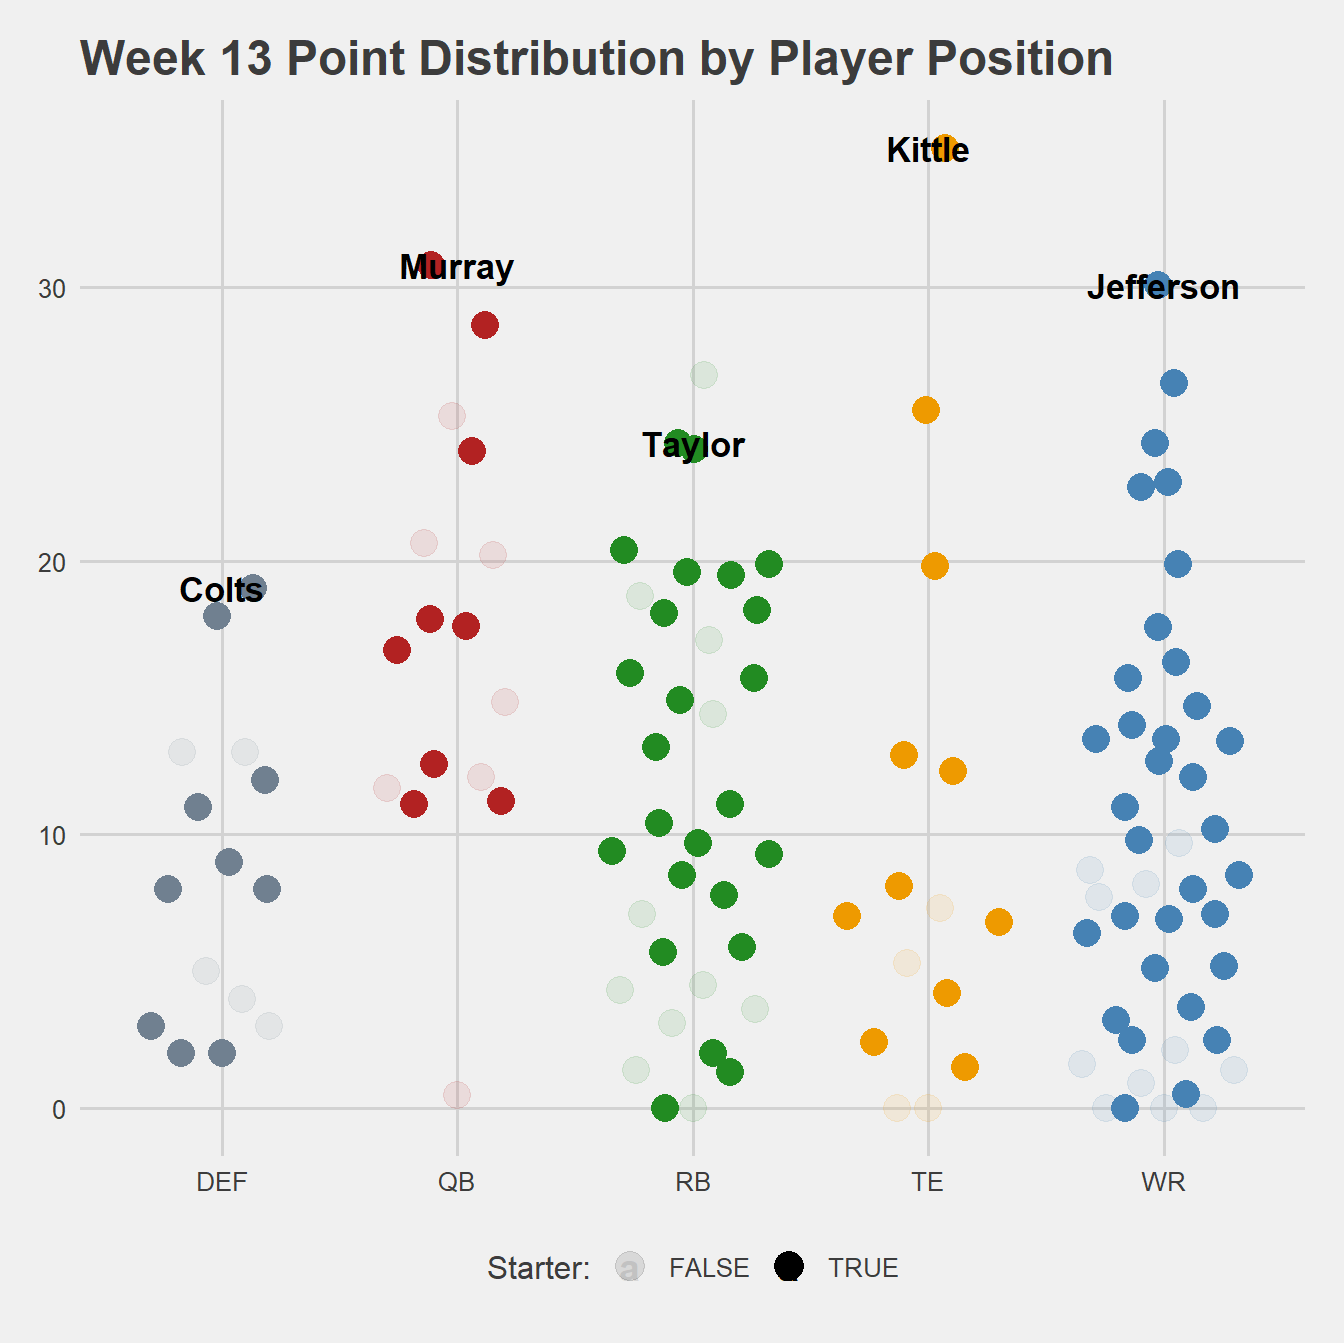 Week 13 Point Distribution by Player Position
Kittle
Murray
Jefferson
30
Taylor
20
Colts
10
0
DEF QB RB TE WR
Starter: a FALSE a TRUE